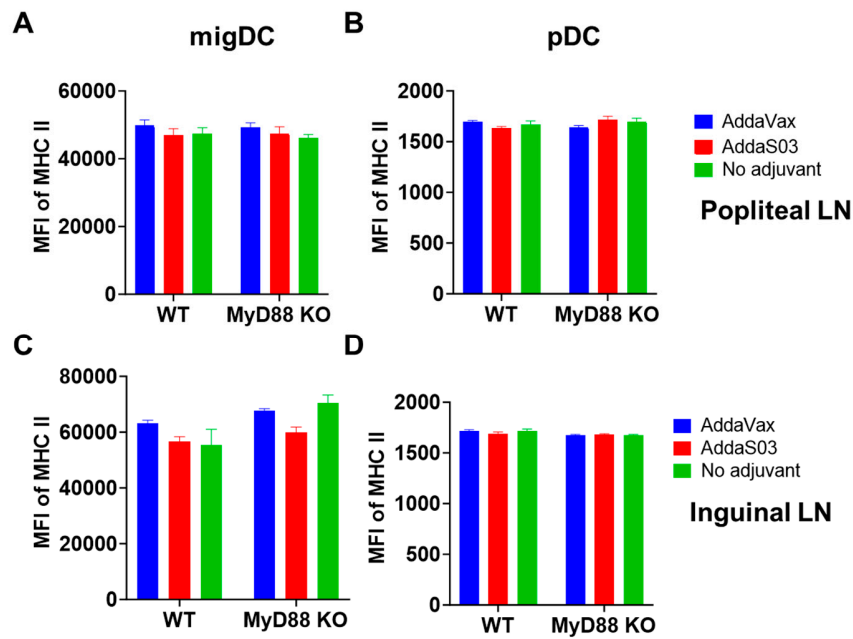 A
migDC
MFI of MHC II
60000
40000
20000
0
WT
MyD88 KO
B
pDC
MFI of MHC II
2000
1500
1000
500
0
WT
MyD88 KO
AddaVax
AddaS03
No adjuvant
Popliteal LN
C
MFI of MHC II
80000
60000
40000
20000
0
WT
MyD88 KO
D
MFI of MHC II
2000
1500
1000
500
0
WT
MyD88 KO
AddaVax
AddaS03
No adjuvant
Inguinal LN